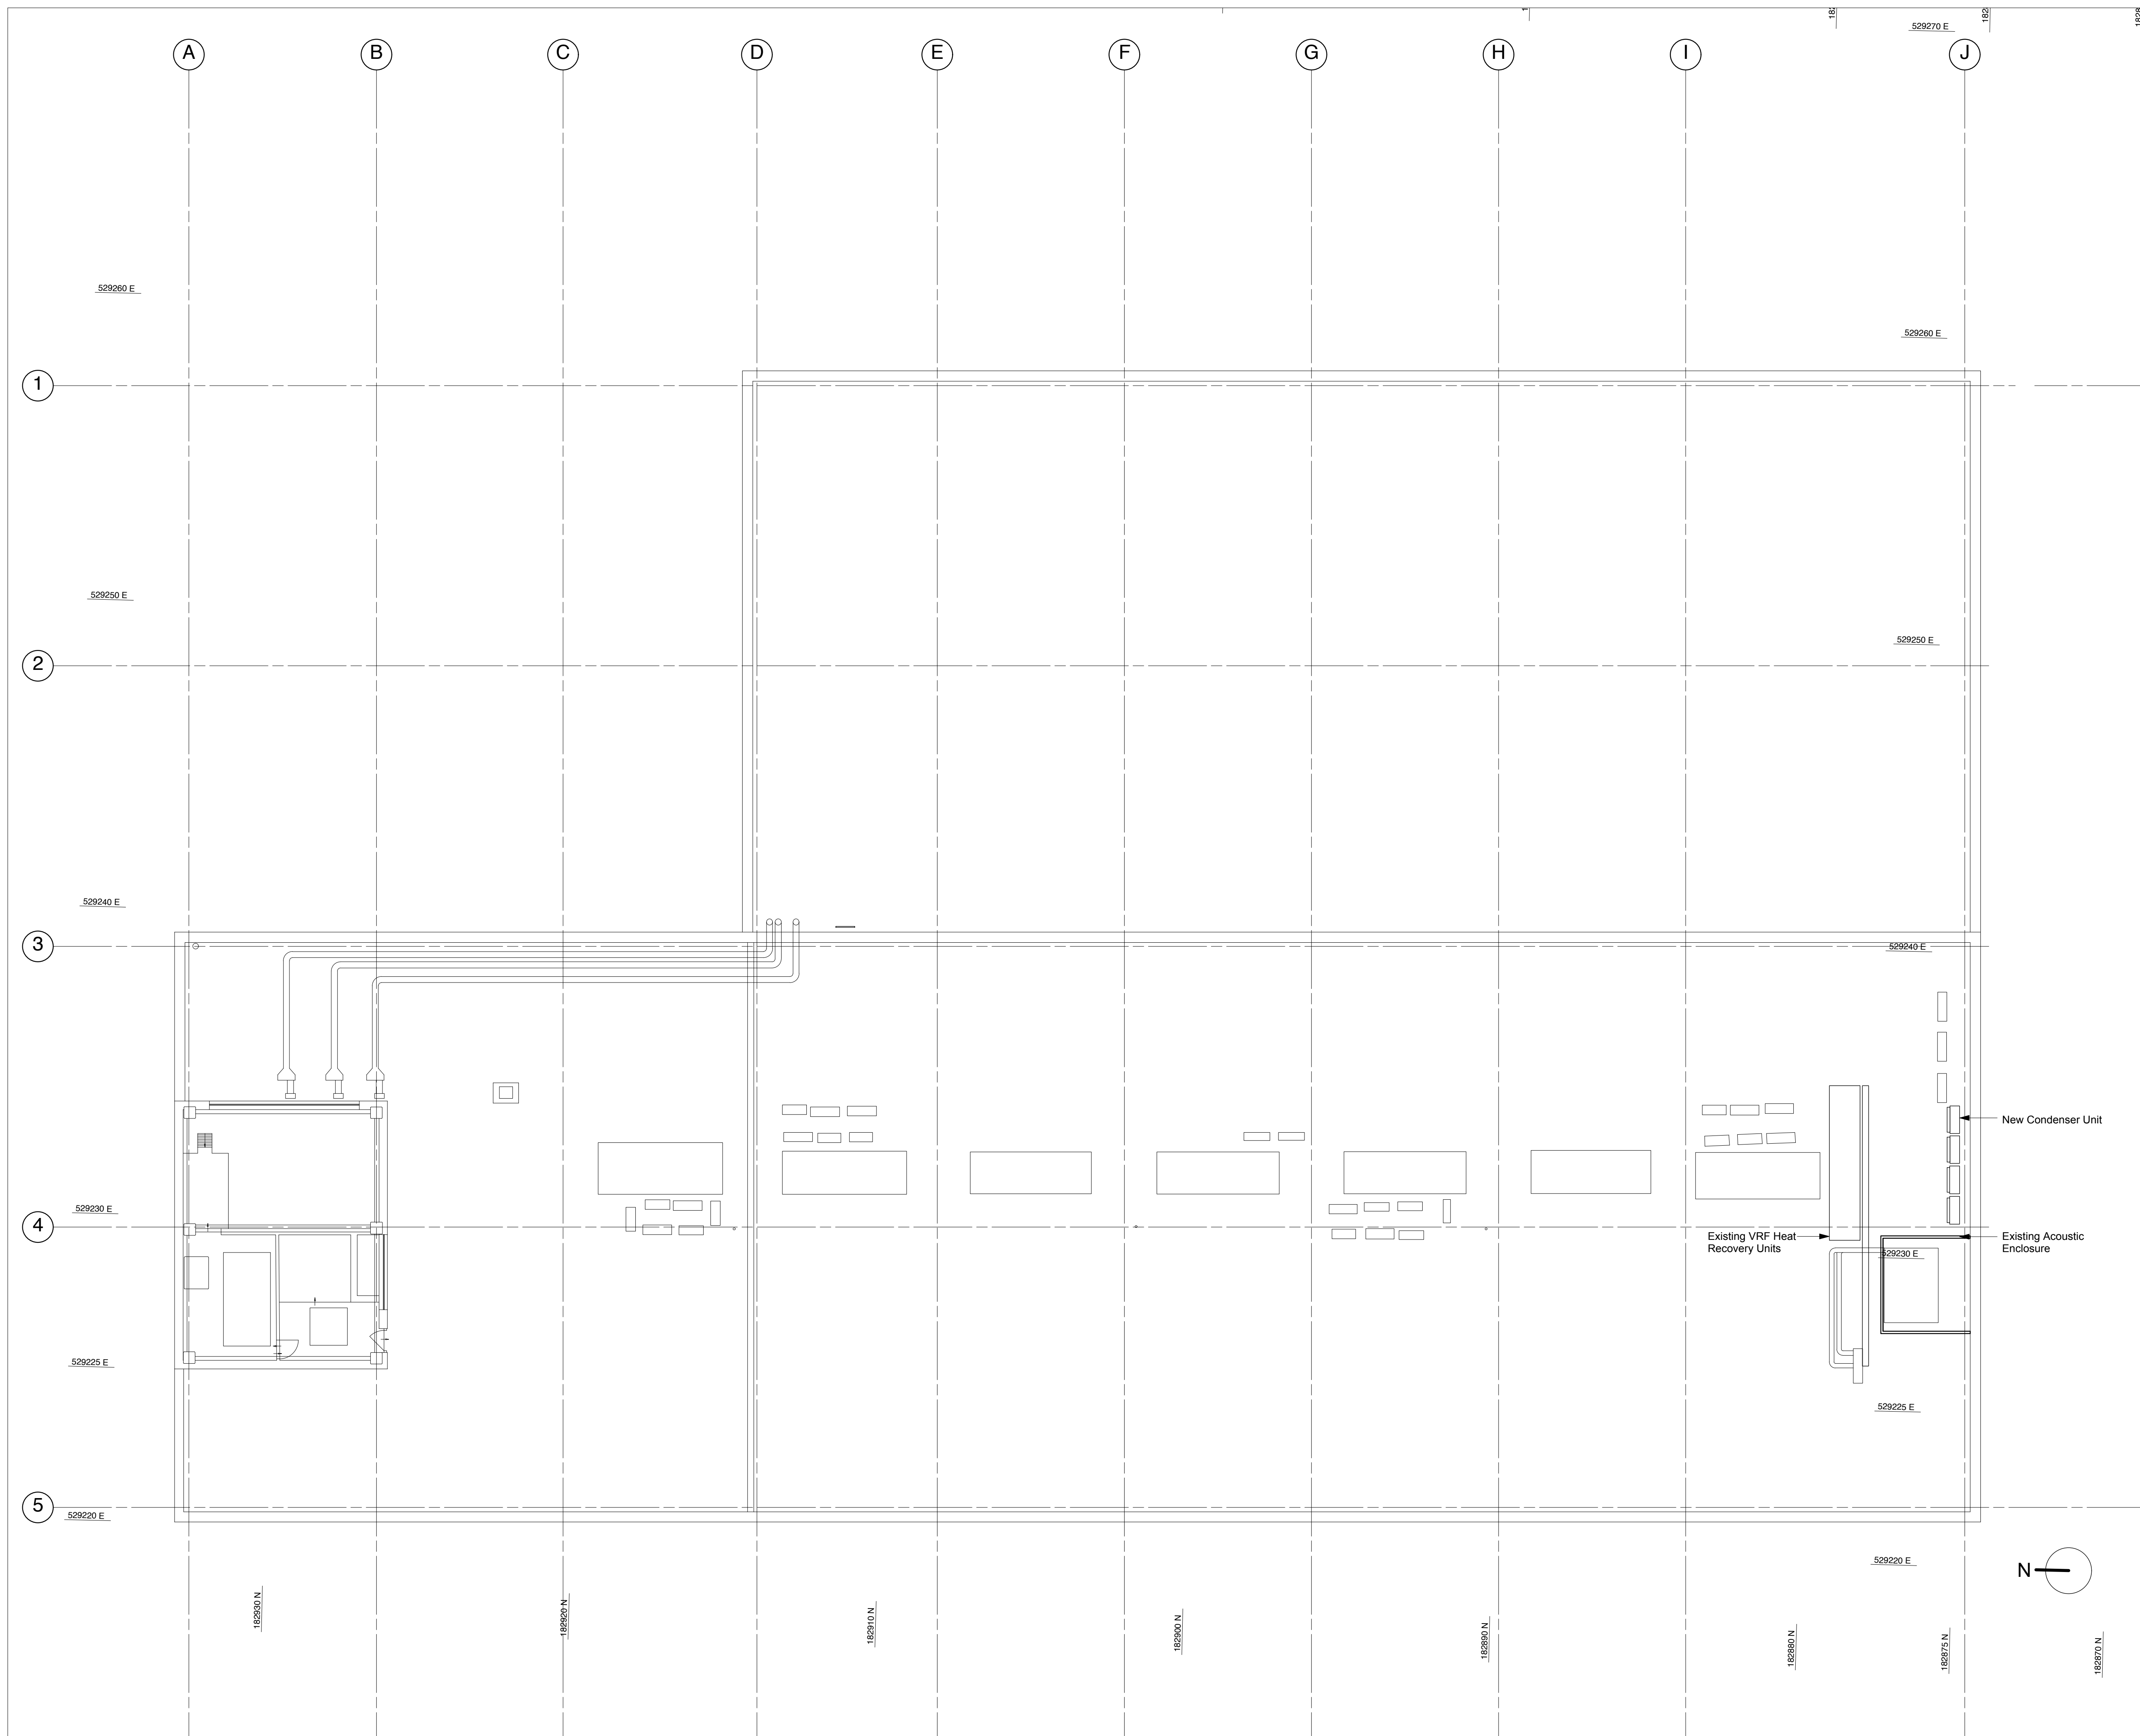 529270 E
A
B
C
D
E
F
G
H
I
J
529260 E
529260 E
1
529250 E
529250 E
2
529240 E
3
529240 E
New Condenser Unit
529230 E
4
Existing VRF Heat
Recovery Units
Existing Acoustic
Enclosure
529230 E
529225 E
529225 E
5
529220 E
529220 E
N
182930 N
182920 N
182910 N
182900 N
182890 N
182880 N
182875 N
182870 N